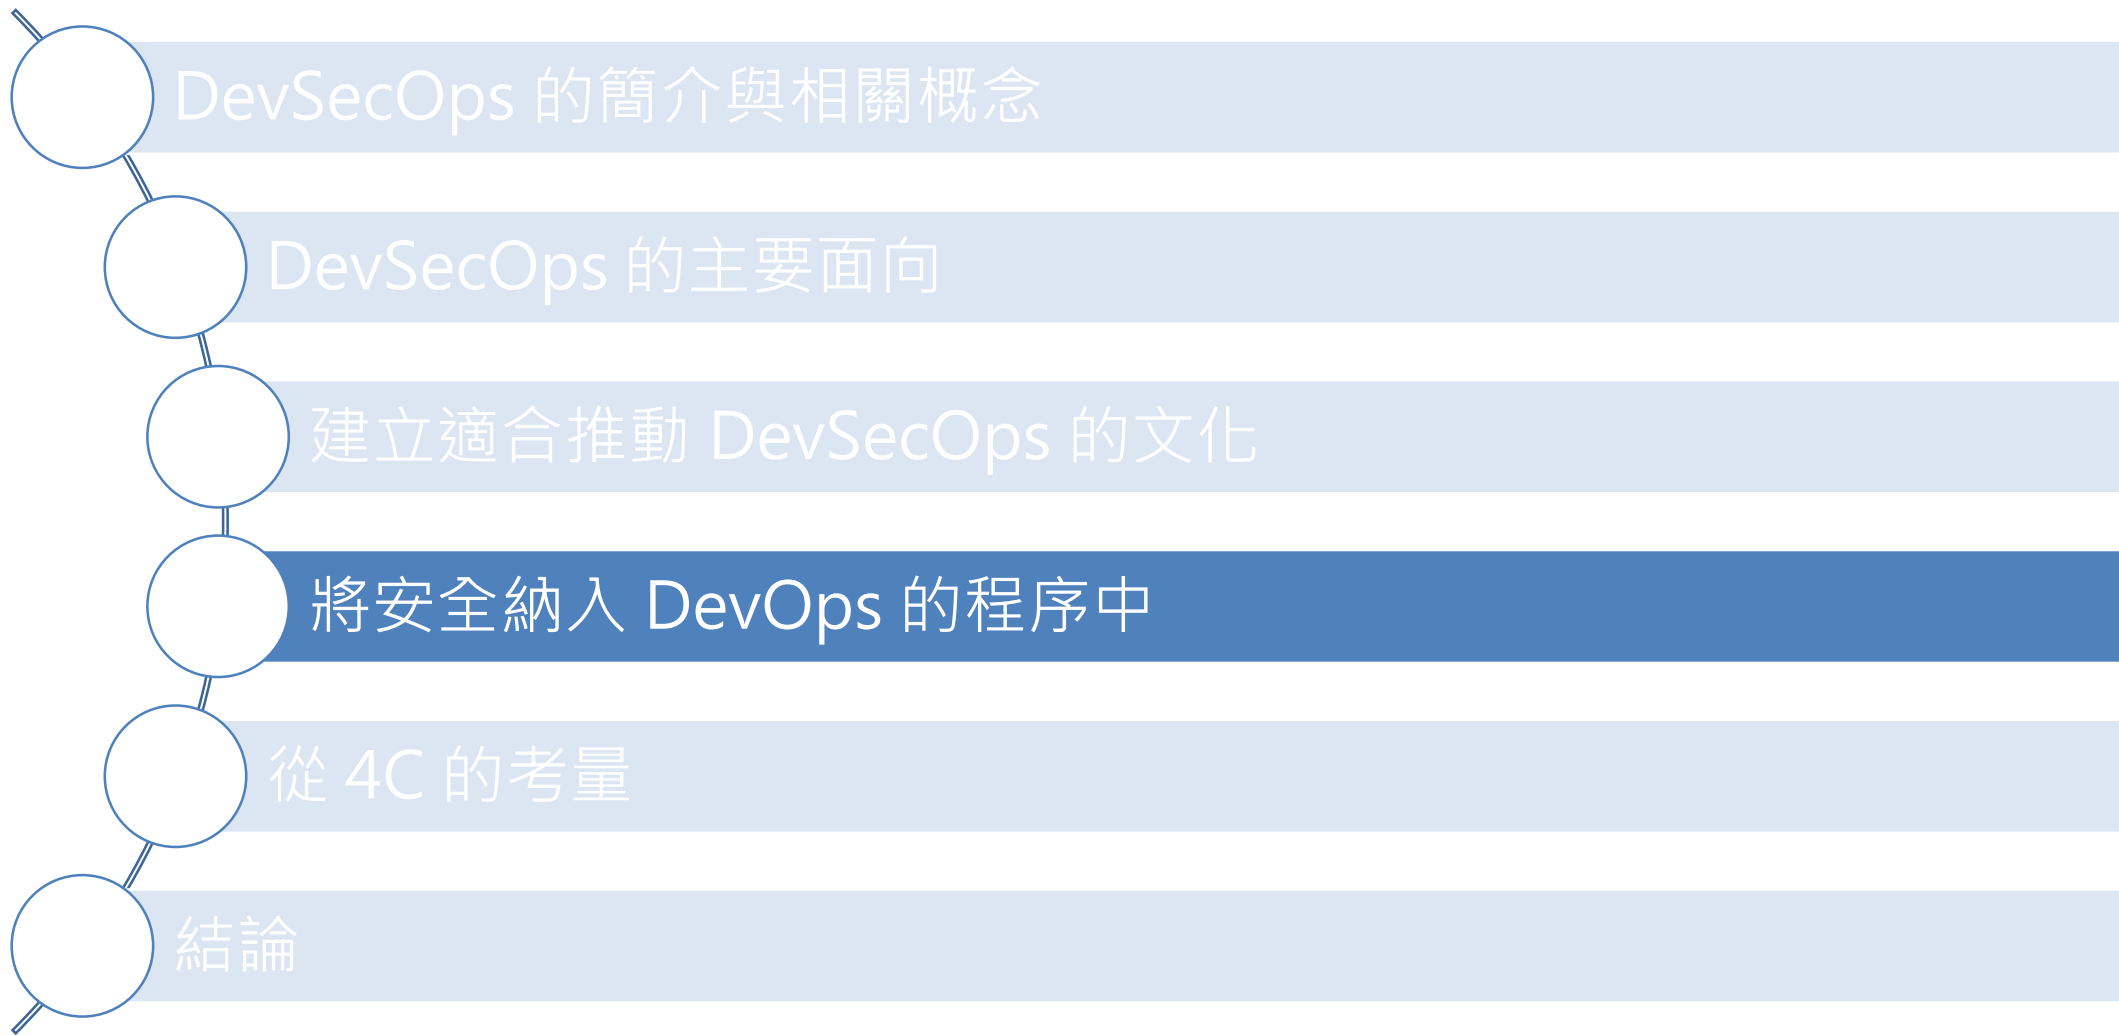 DevSecOps 的簡介與相關概念
DevSecOps 的主要面向
建立適合推動 DevSecOps 的文化
將安全納入 DevOps 的程序中
從 4C 的考量
結論